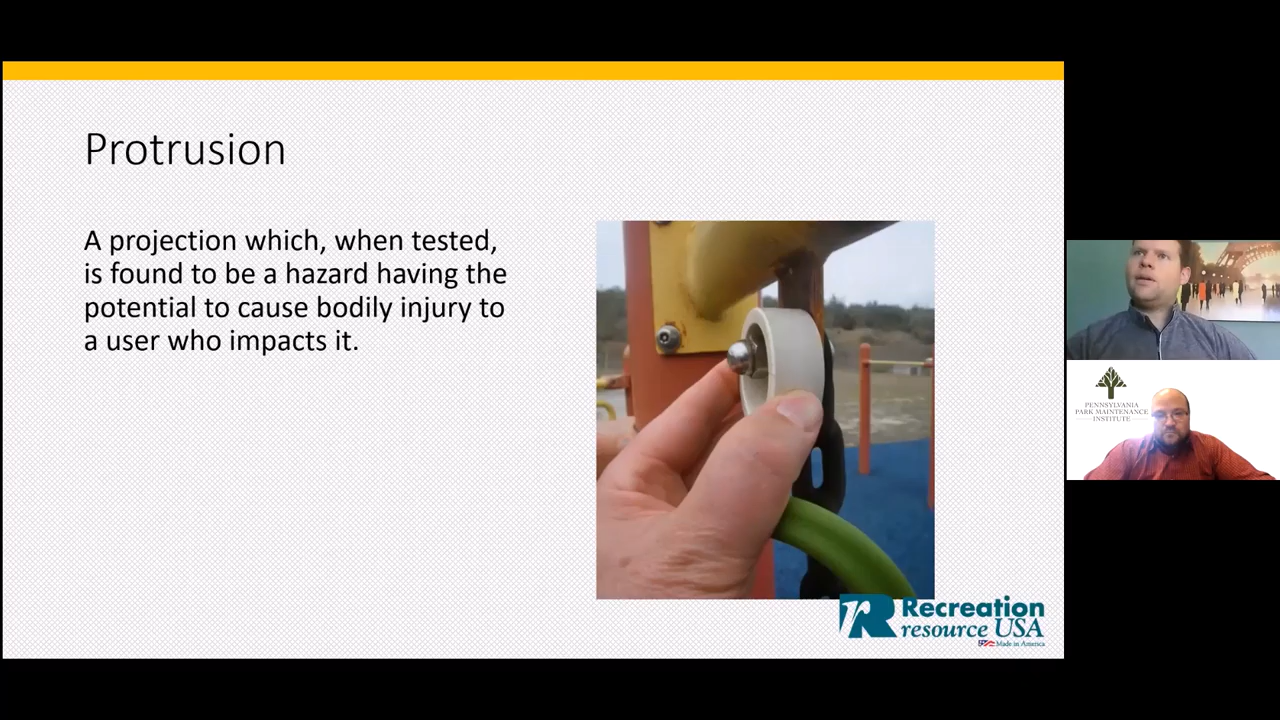 Protrusion
A projection which, when tested,
is found to be a hazard having the
potential to cause bodily injury to
a user who impacts it.
Recreation
resource USA
Made in America
PENNSYLVANIA
PARK MAINTENANCE
INSTITUTE